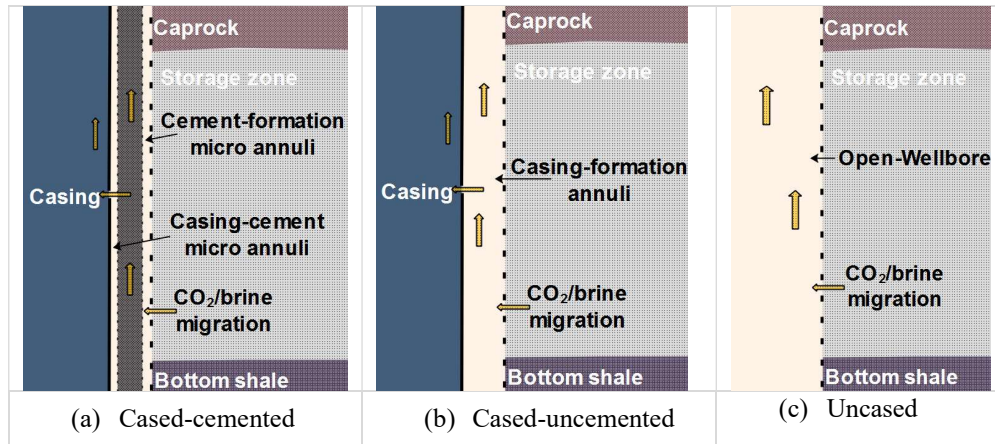 Caprock
Storage zone
Cement-formation
micro annuli
Casing
Casing-cement
micro annuli
CO₂/brine
migration
Bottom shale
(a) Cased-cemented
Caprock
Storage zone
Casing-formation
annuli
Casing
CO₂/brine
migration
Bottom shale
(b) Cased-uncemented
Caprock
Storage zone
Open-Wellbore
CO₂/brine
migration
Bottom shale
(c) Uncased